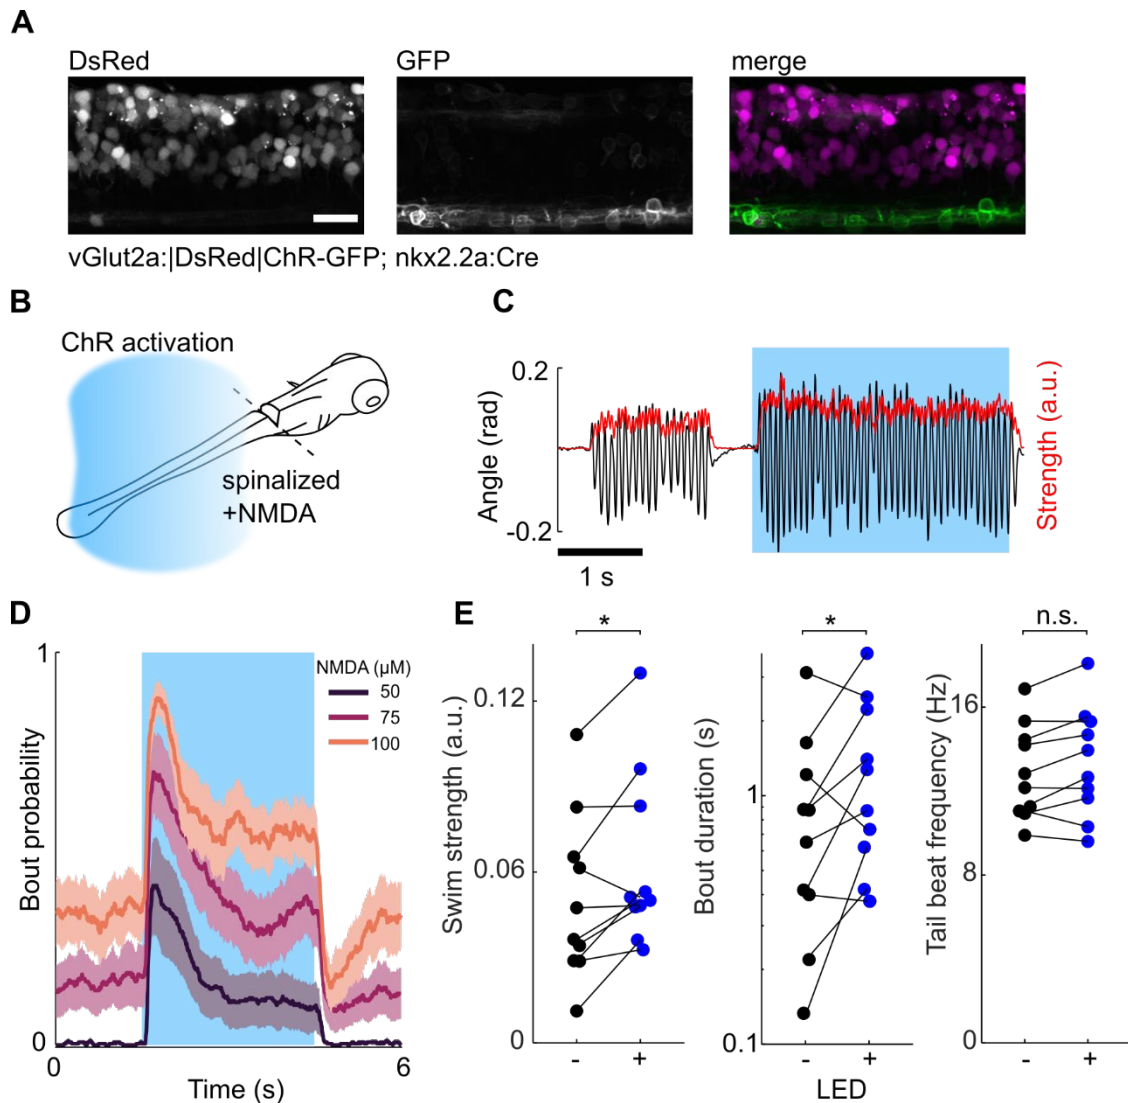 A
DsRed
GFP
merge
vGlut2a:|DsRed|ChR-GFP; nkx2.2a:Cre
B
ChR activation
spinalized
+NMDA
C
0.2
Angle (rad)
-0.2
Strength (a.u.)
1 s
D
1
Bout probability
0
NMDA (µM)
50
75
100
0
6
Time (s)
E
*
0.12
Swim strength (a.u.)
0.06
0
- +
*
Bout duration (s)
1
0.1
- +
LED
n.s.
16
Tail beat frequency (Hz)
8
0
- +